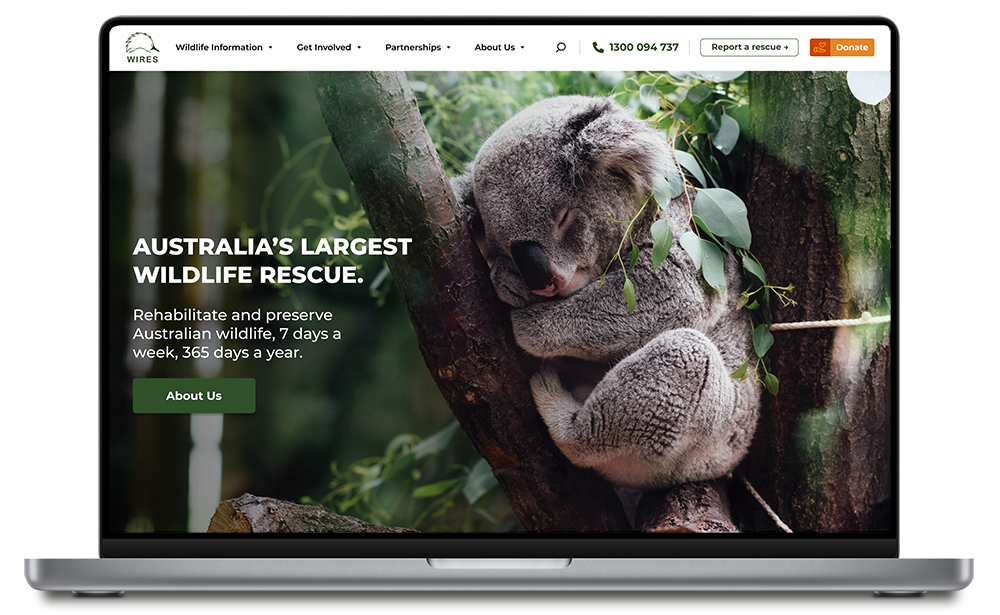 WIRES
Wildlife Information
Get Involved
Partnerships
About Us
1300 094 737
Report a rescue →
Donate
AUSTRALIA’S LARGEST
WILDLIFE RESCUE.
Rehabilitate and preserve
Australian wildlife, 7 days a
week, 365 days a year.
About Us